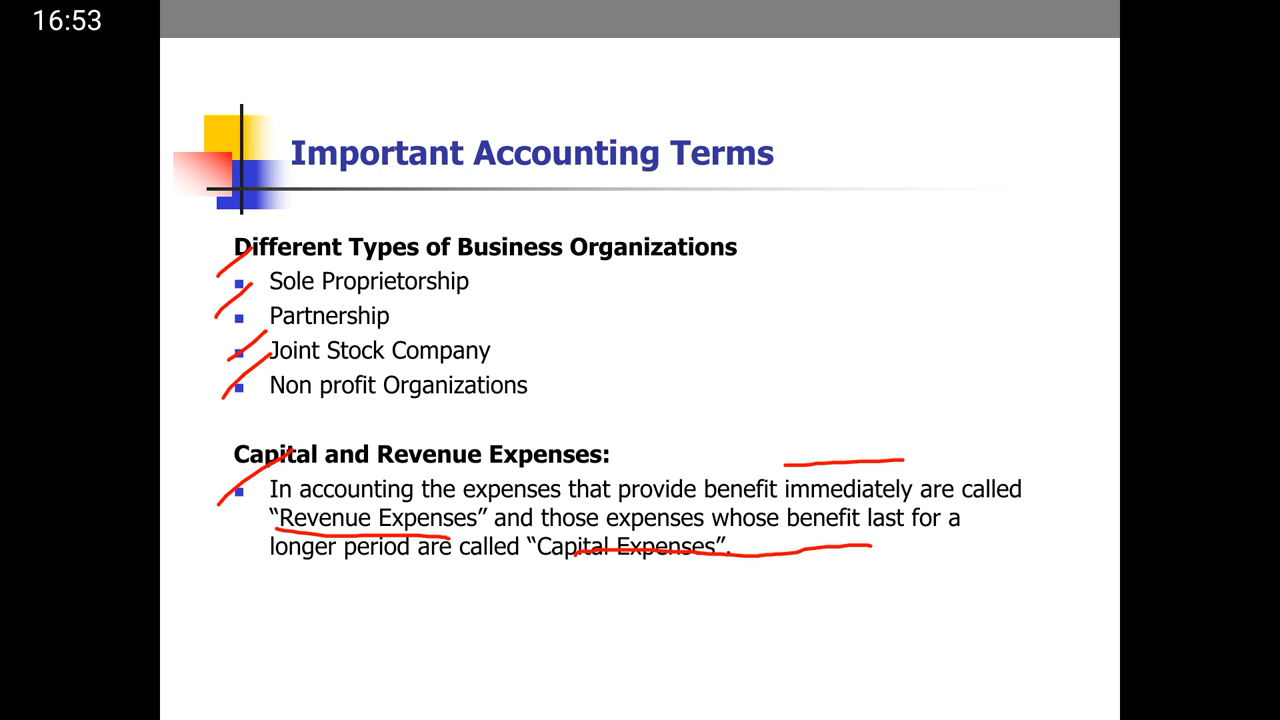 16:53
Important Accounting Terms
Different Types of Business Organizations
Sole Proprietorship
Partnership
Joint Stock Company
Non profit Organizations
Capital and Revenue Expenses:
In accounting the expenses that provide benefit immediately are called
“Revenue Expenses” and those expenses whose benefit last for a
longer period are called “Capital Expenses”.